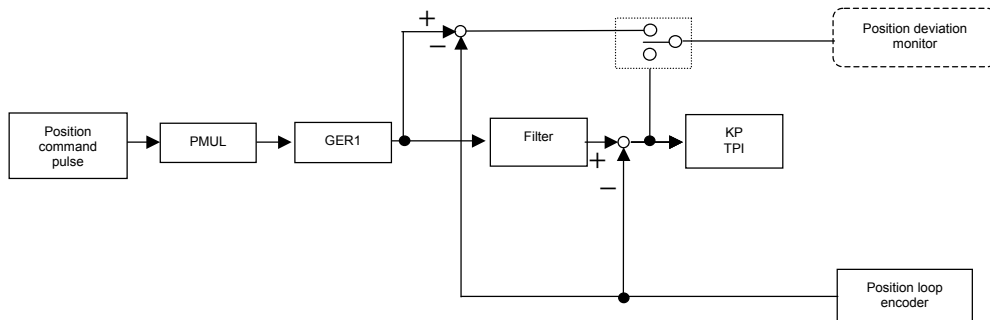 +
−
Position deviation
monitor
Position
command
pulse
PMUL
GER1
Filter
+
−
KP
TPI
Position loop
encoder